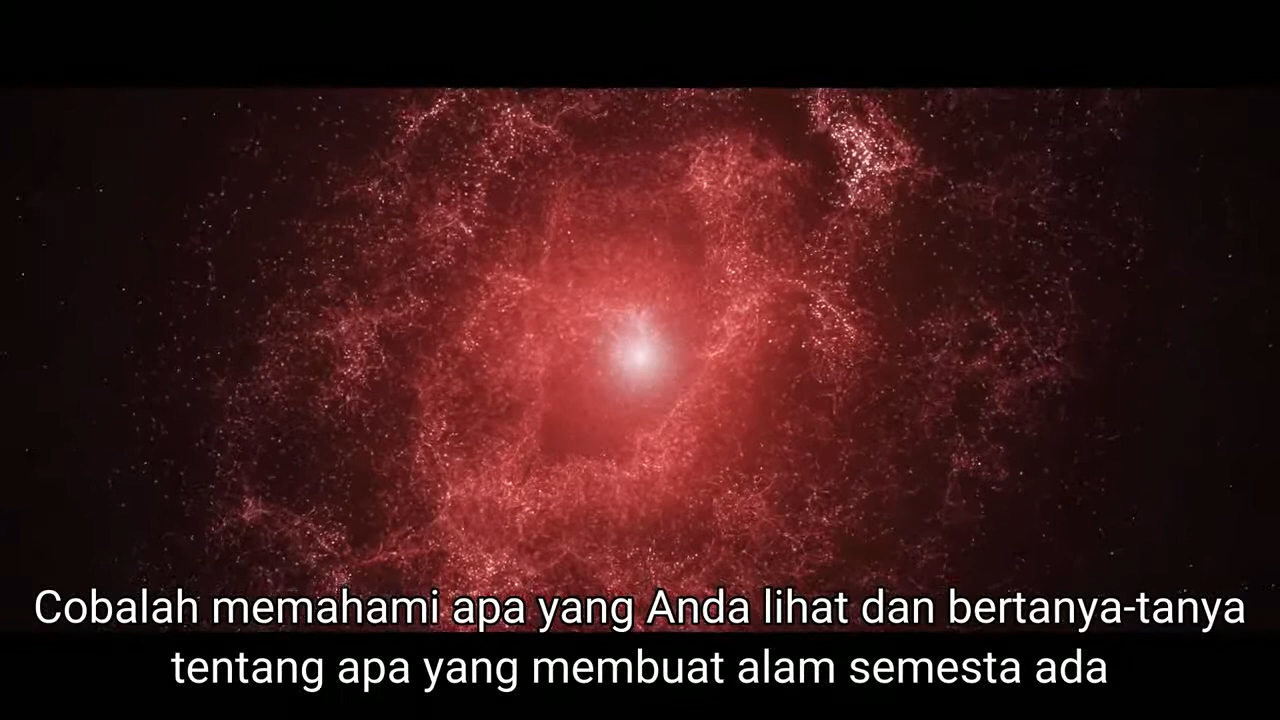 Cobalah memahami apa yang Anda lihat dan bertanya-tanya
tentang apa yang membuat alam semesta ada